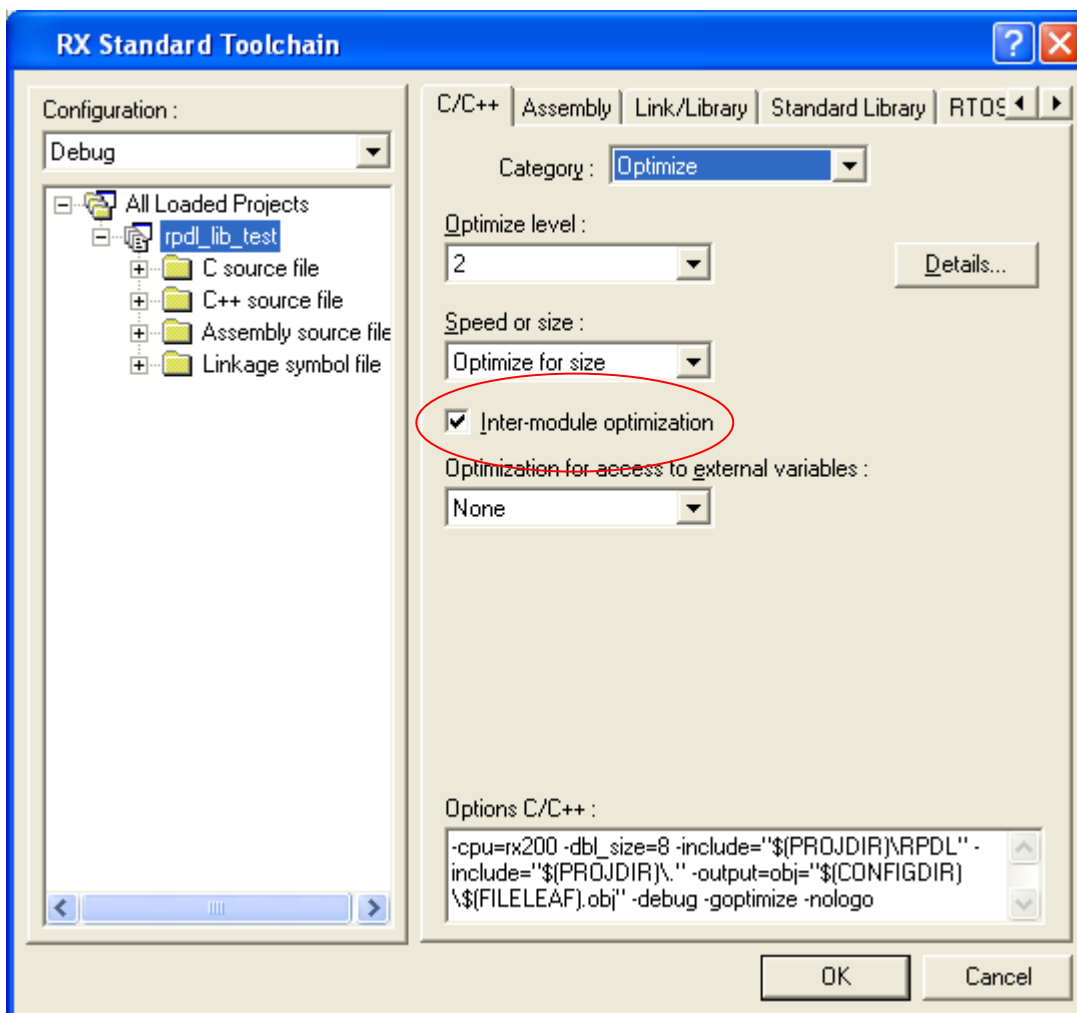 RX Standard Toolchain
Configuration :
Debug
All Loaded Projects
rpdl_lib_test
C source file
C++ source file
Assembly source file
Linkage symbol file
C/C++
Assembly
Link/Library
Standard Library
RTOS
Category :
Optimize
Optimize level :
2
Details...
Speed or size :
Optimize for size
Inter-module optimization
Optimization for access to external variables :
None
Options C/C++ :
-cpu=rx200 -dbl_size=8 -include="$(PROJDIR)\RPDL" -
include="$(PROJDIR)\." -output=obj="$(CONFIGDIR)
\$(FILELEAF).obj" -debug -goptimize -nologo
OK
Cancel